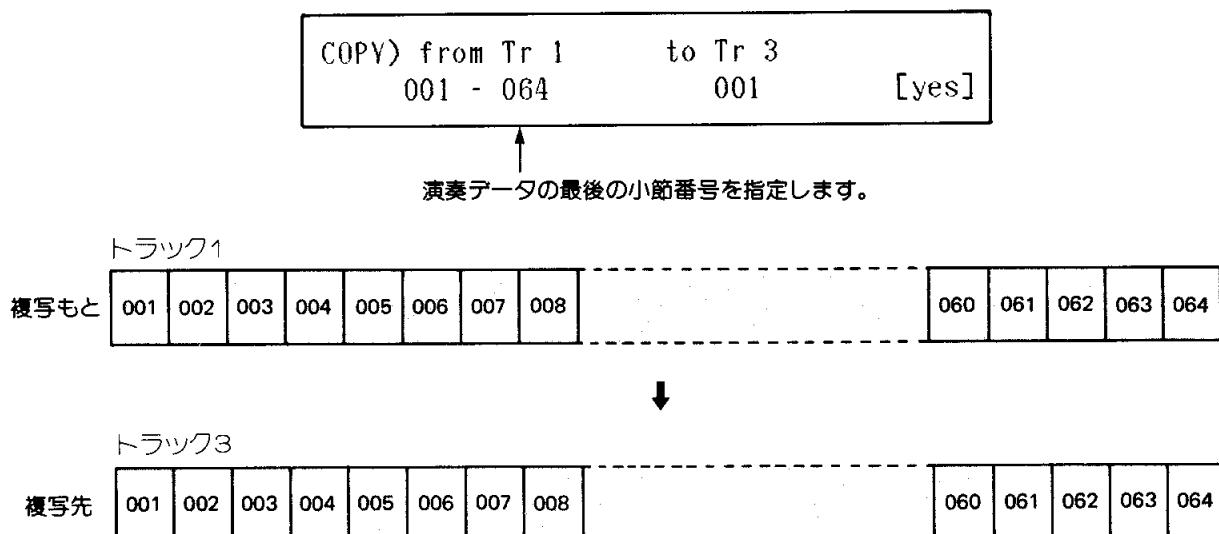 COPY) from Tr 1 to Tr 3
001 - 064 001 [yes]
演奏データの最後の小節番号を指定します。
トラック1
複写もと 001 002 003 004 005 006 007 008 060 061 062 063 064
トラック3
複写先 001 002 003 004 005 006 007 008 060 061 062 063 064